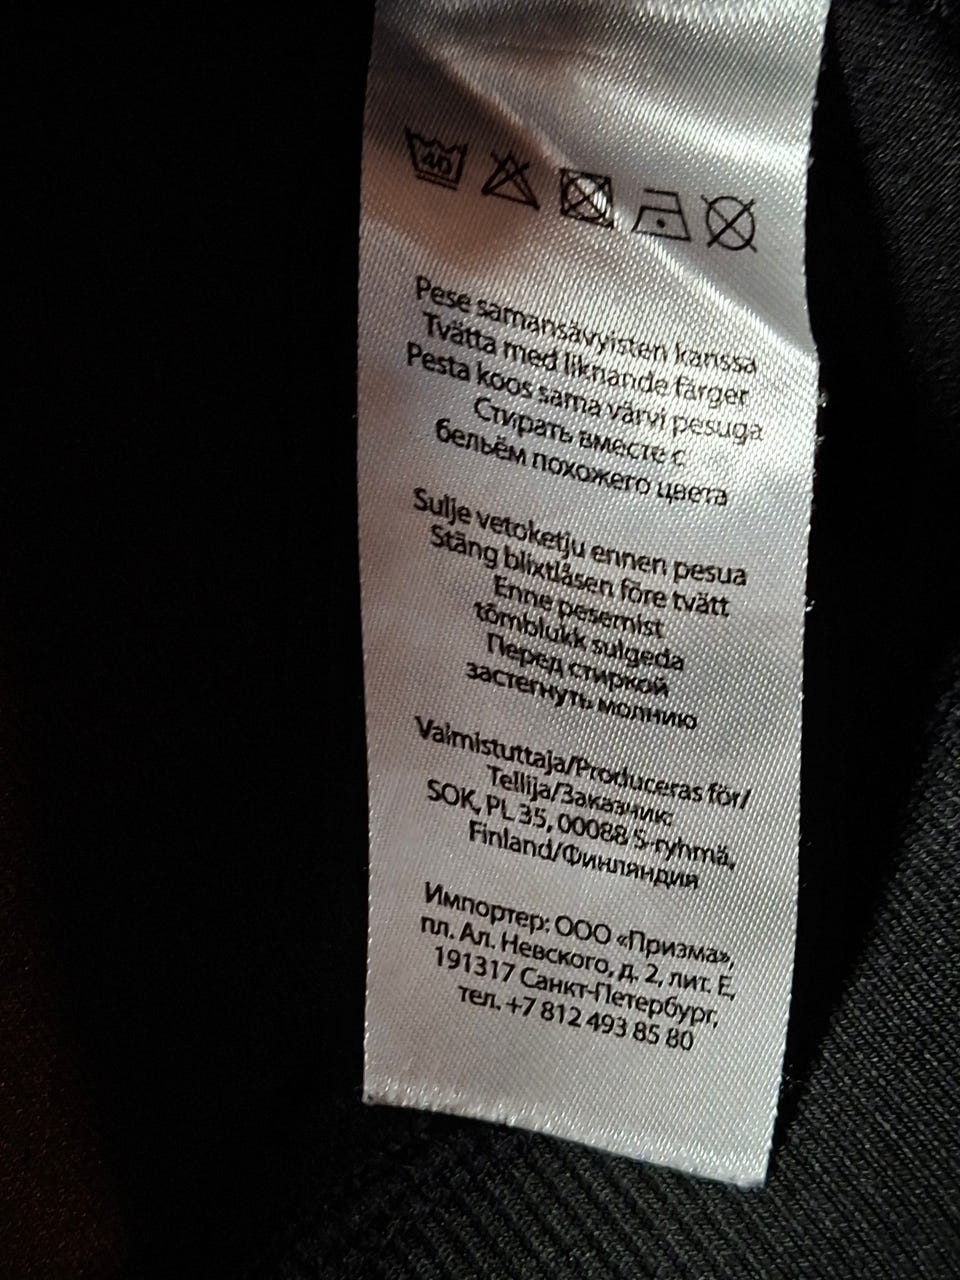 40
Pese samansävyisten kanssa
Tvätta med liknande färger
Pesta koos sama värvi pesuga
Стирать вместе с
бельём похожего цвета
Sulje vetoketju ennen pesua
Stäng blixtlåsen före tvätt
Enne pesemist
tõmblukk sulgeda
Перед стиркой
застегнуть молнию
Valmistuttaja/Produceras för/
Tellija/Заказчик:
SOK, PL 35, 00088 S-ryhmä,
Finland/Финляндия
Импортер: ООО «Призма»,
пл. Ал. Невского, д. 2, лит. Е,
191317 Санкт-Петербург,
тел. +7 812 493 85 80